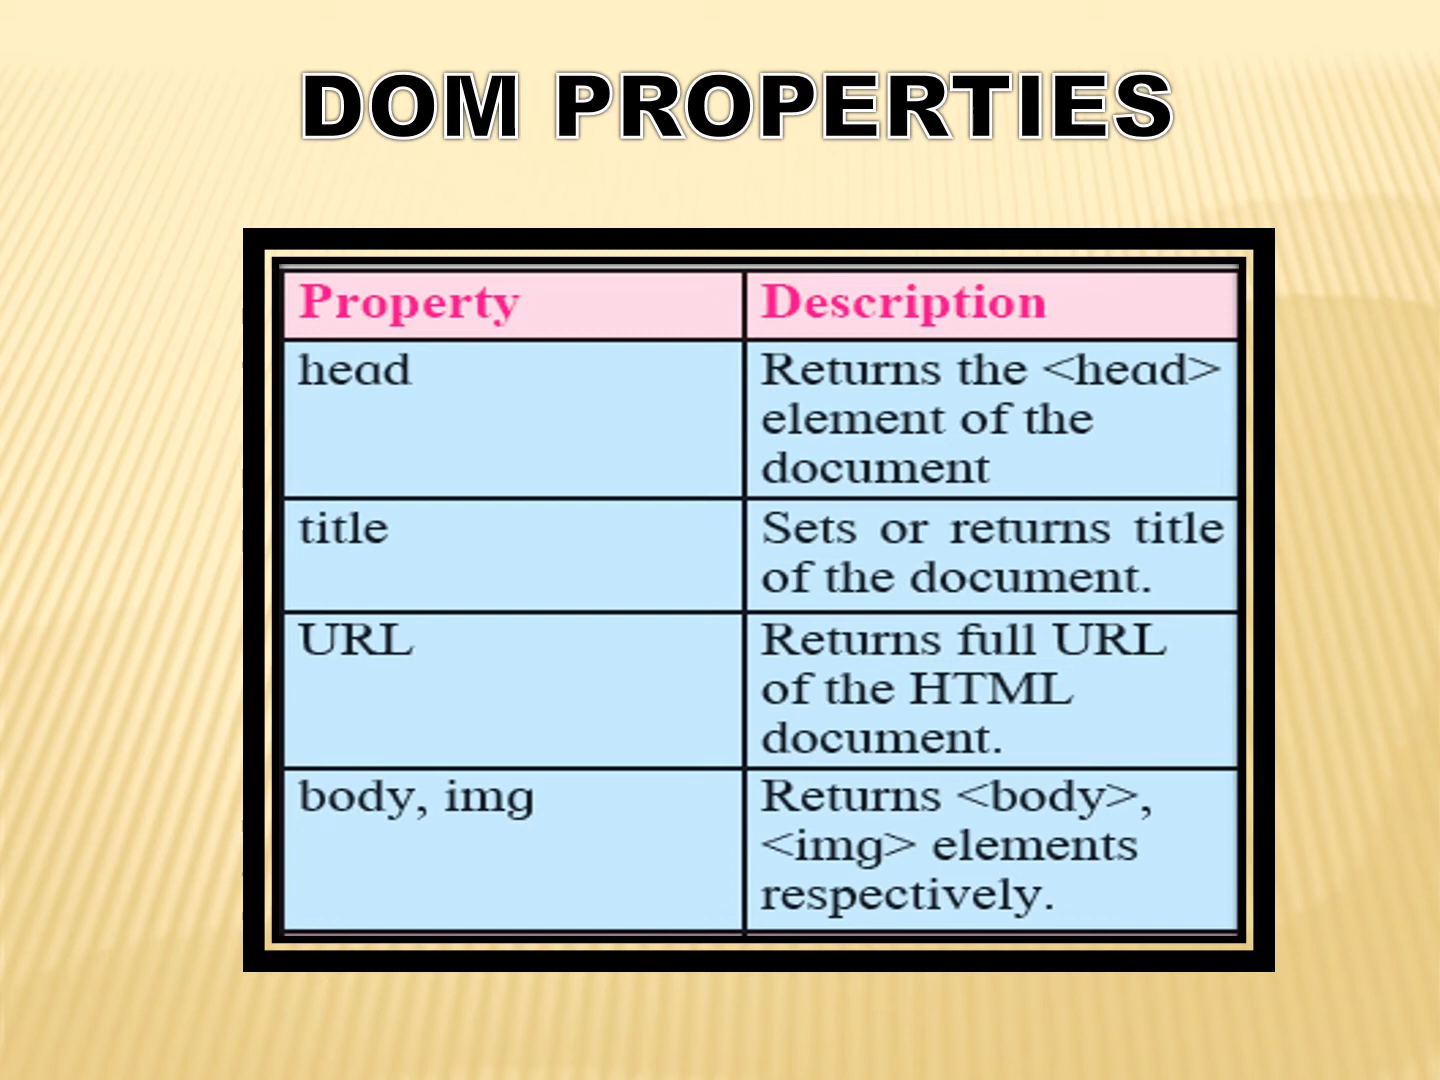 DOM PROPERTIES
Property
Description
head
Returns the <head>
element of the
document
title
Sets or returns title
of the document.
URL
Returns full URL
of the HTML
document.
body, img
Returns <body>,
<img> elements
respectively.